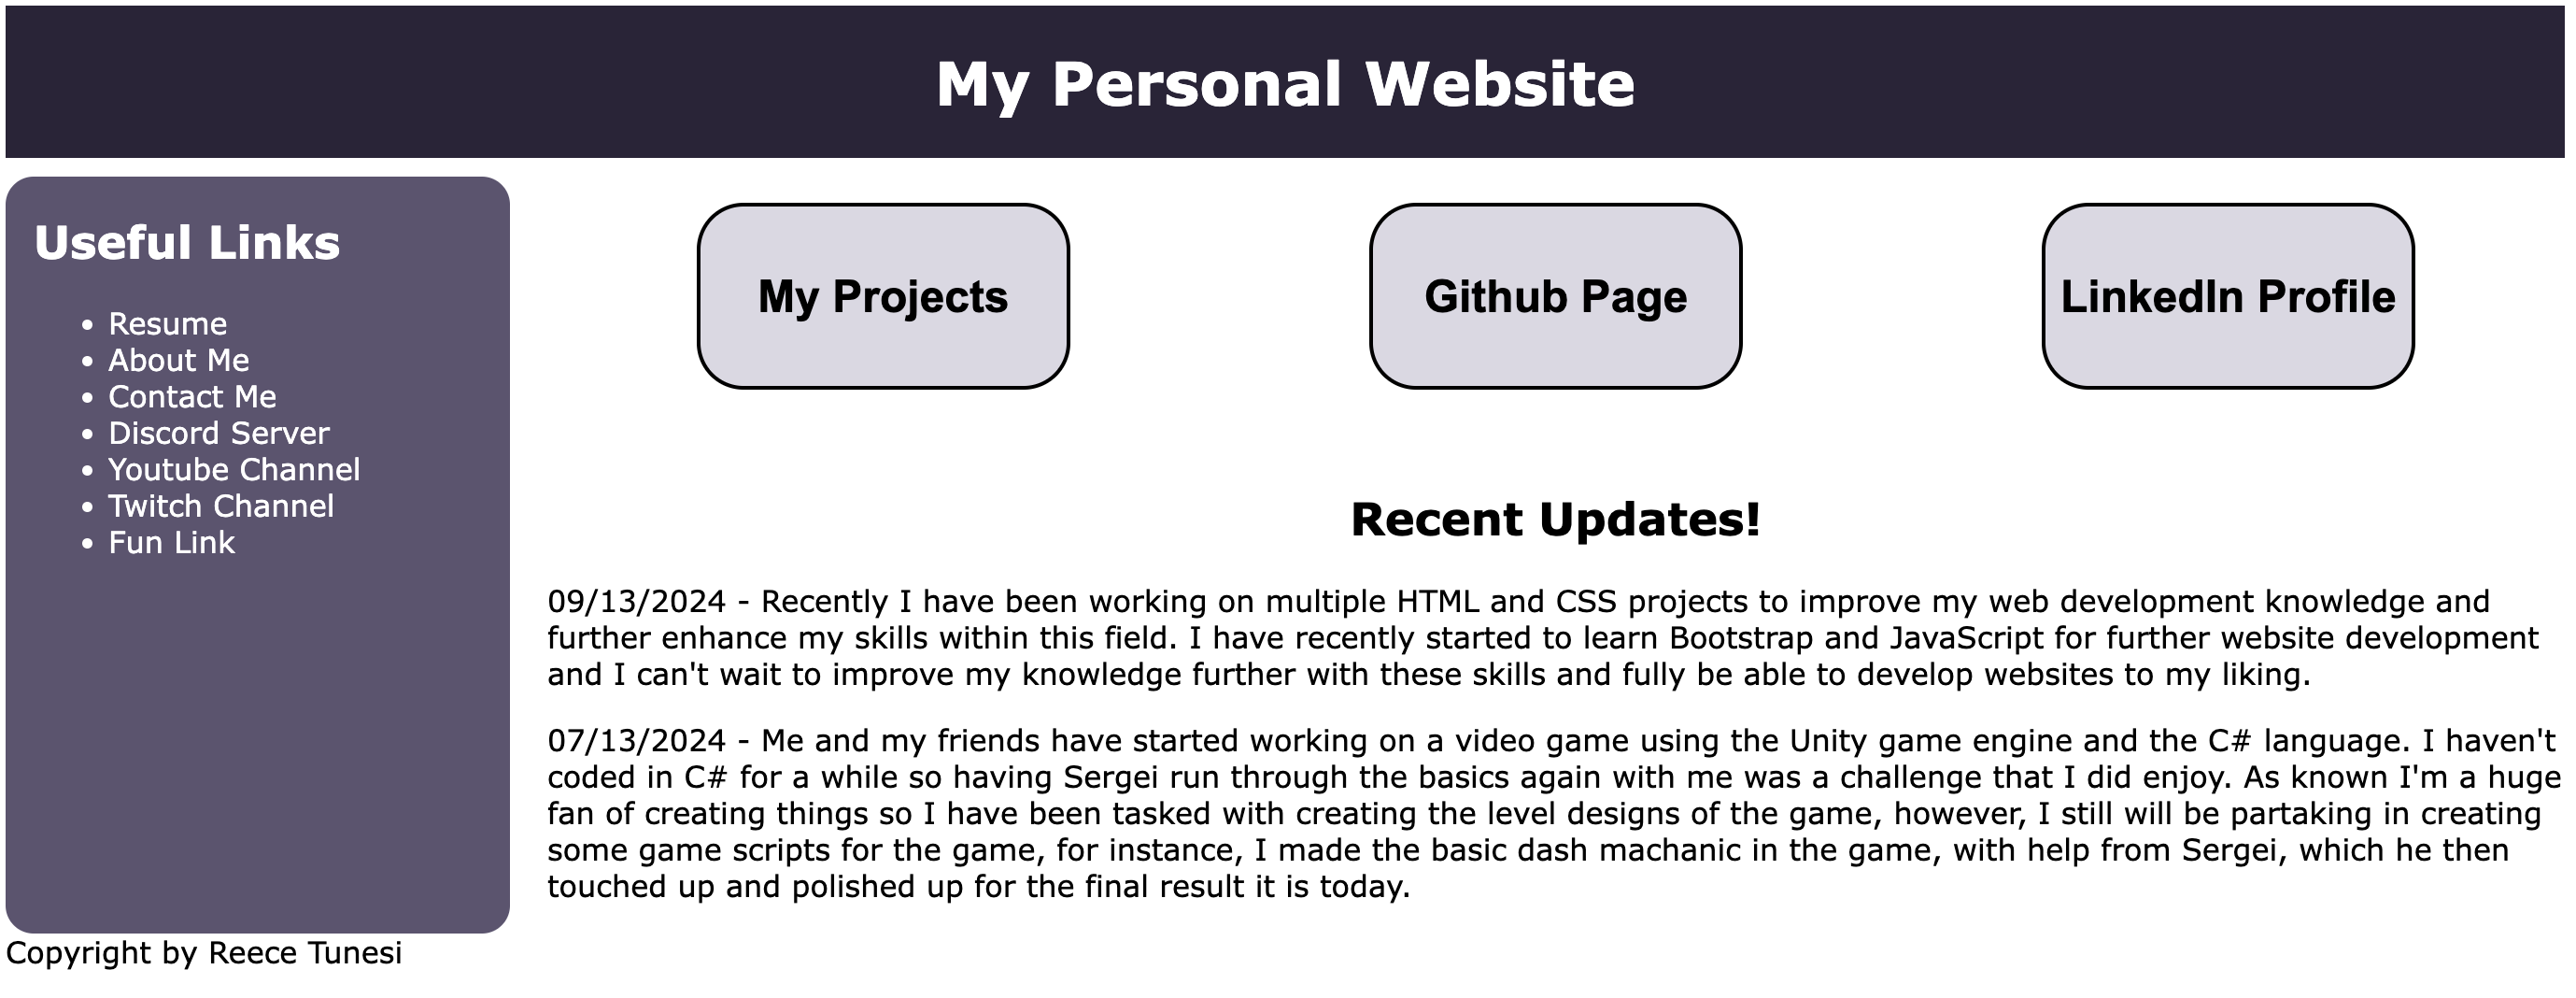 My Personal Website
Useful Links
Resume
About Me
Contact Me
Discord Server
Youtube Channel
Twitch Channel
Fun Link
My Projects
Github Page
LinkedIn Profile
Recent Updates!
09/13/2024 - Recently I have been working on multiple HTML and CSS projects to improve my web development knowledge and
further enhance my skills within this field. I have recently started to learn Bootstrap and JavaScript for further website development
and I can't wait to improve my knowledge further with these skills and fully be able to develop websites to my liking.
07/13/2024 - Me and my friends have started working on a video game using the Unity game engine and the C# language. I haven't
coded in C# for a while so having Sergei run through the basics again with me was a challenge that I did enjoy. As known I'm a huge
fan of creating things so I have been tasked with creating the level designs of the game, however, I still will be partaking in creating
some game scripts for the game, for instance, I made the basic dash machanic in the game, with help from Sergei, which he then
touched up and polished up for the final result it is today.
Copyright by Reece Tunesi